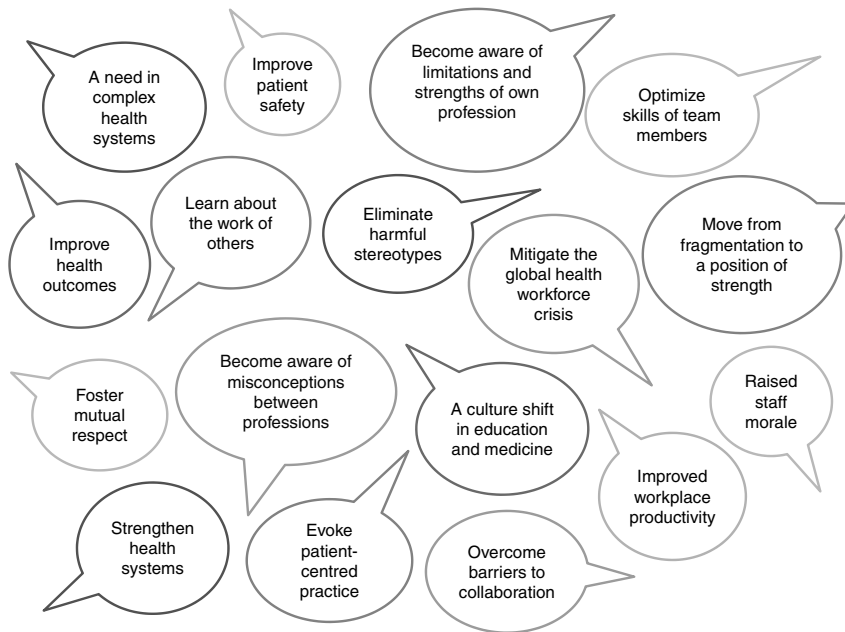 A need in
complex
health
systems
Improve
patient
safety
Become aware of
limitations and
strengths of own
profession
Optimize
skills of team
members
Improve
health
outcomes
Learn about
the work of
others
Eliminate
harmful
stereotypes
Mitigate the
global health
workforce
crisis
Move from
fragmentation to
a position of
strength
Foster
mutual
respect
Become aware of
misconceptions
between
professions
A culture shift
in education
and medicine
Improved
workplace
productivity
Raised
staff
morale
Strengthen
health
systems
Evoke
patient-
centred
practice
Overcome
barriers to
collaboration